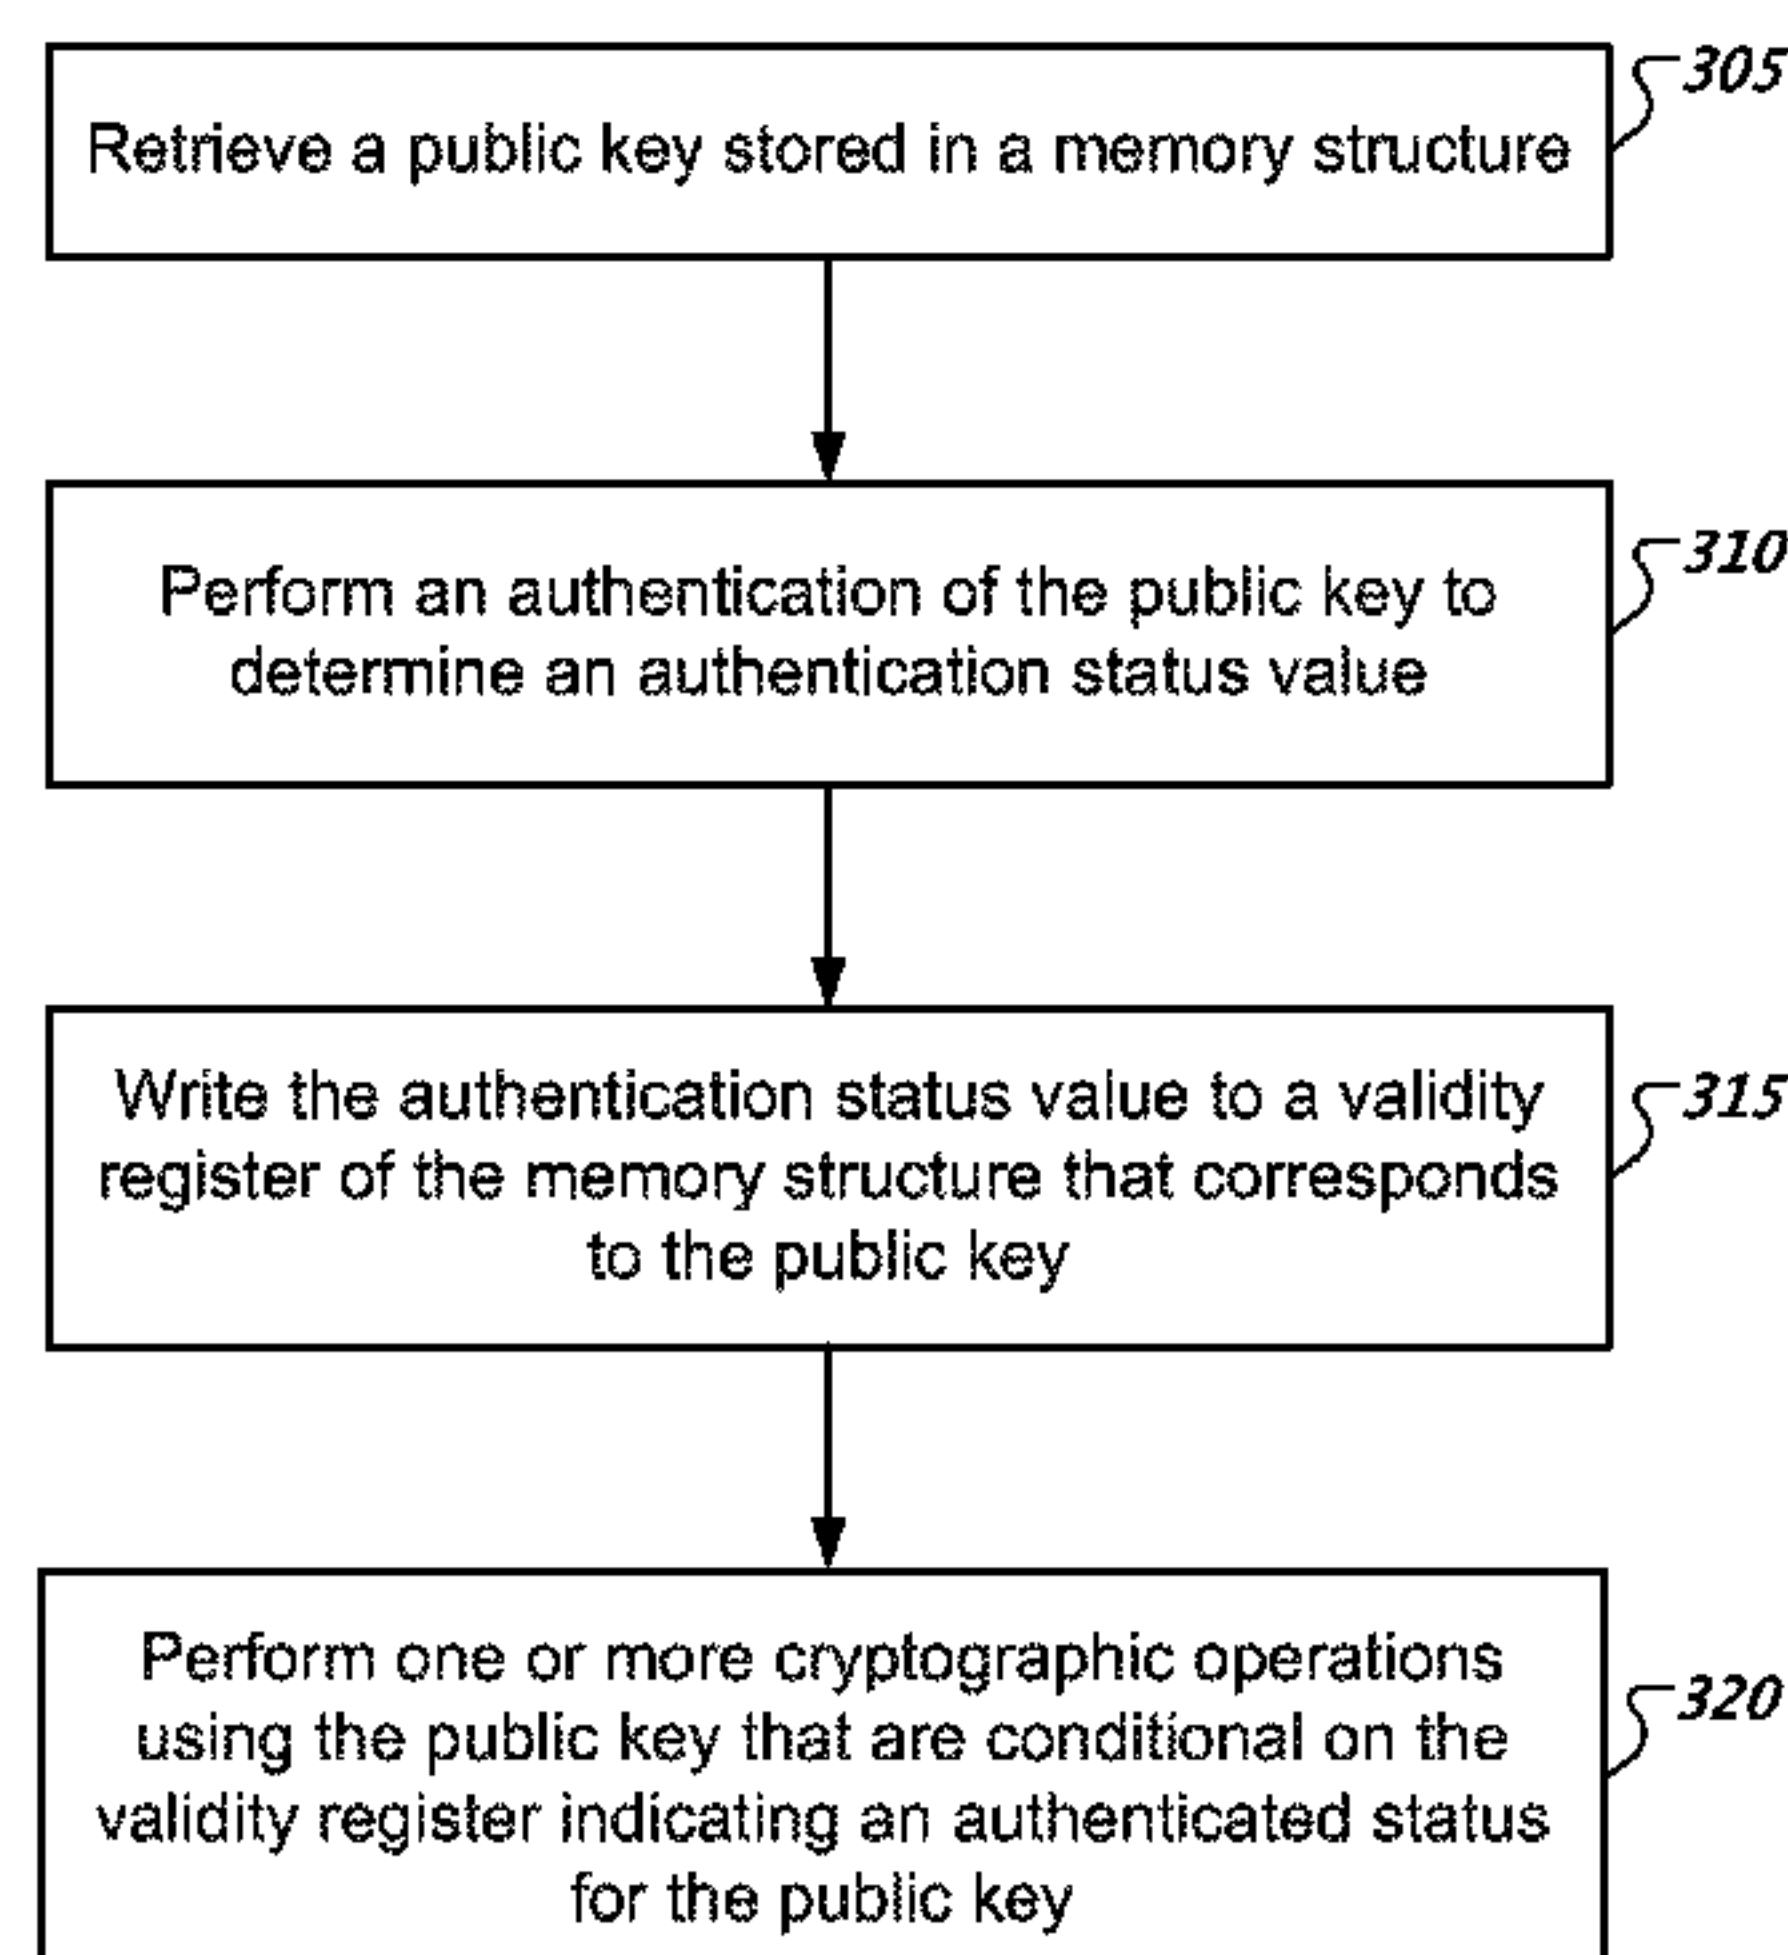 Retrieve a public key stored in a memory structure
305
Perform an authentication of the public key to
determine an authentication status value
310
Write the authentication status value to a validity
register of the memory structure that corresponds
to the public key
315
Perform one or more cryptographic operations
using the public key that are conditional on the
validity register indicating an authenticated status
for the public key
320